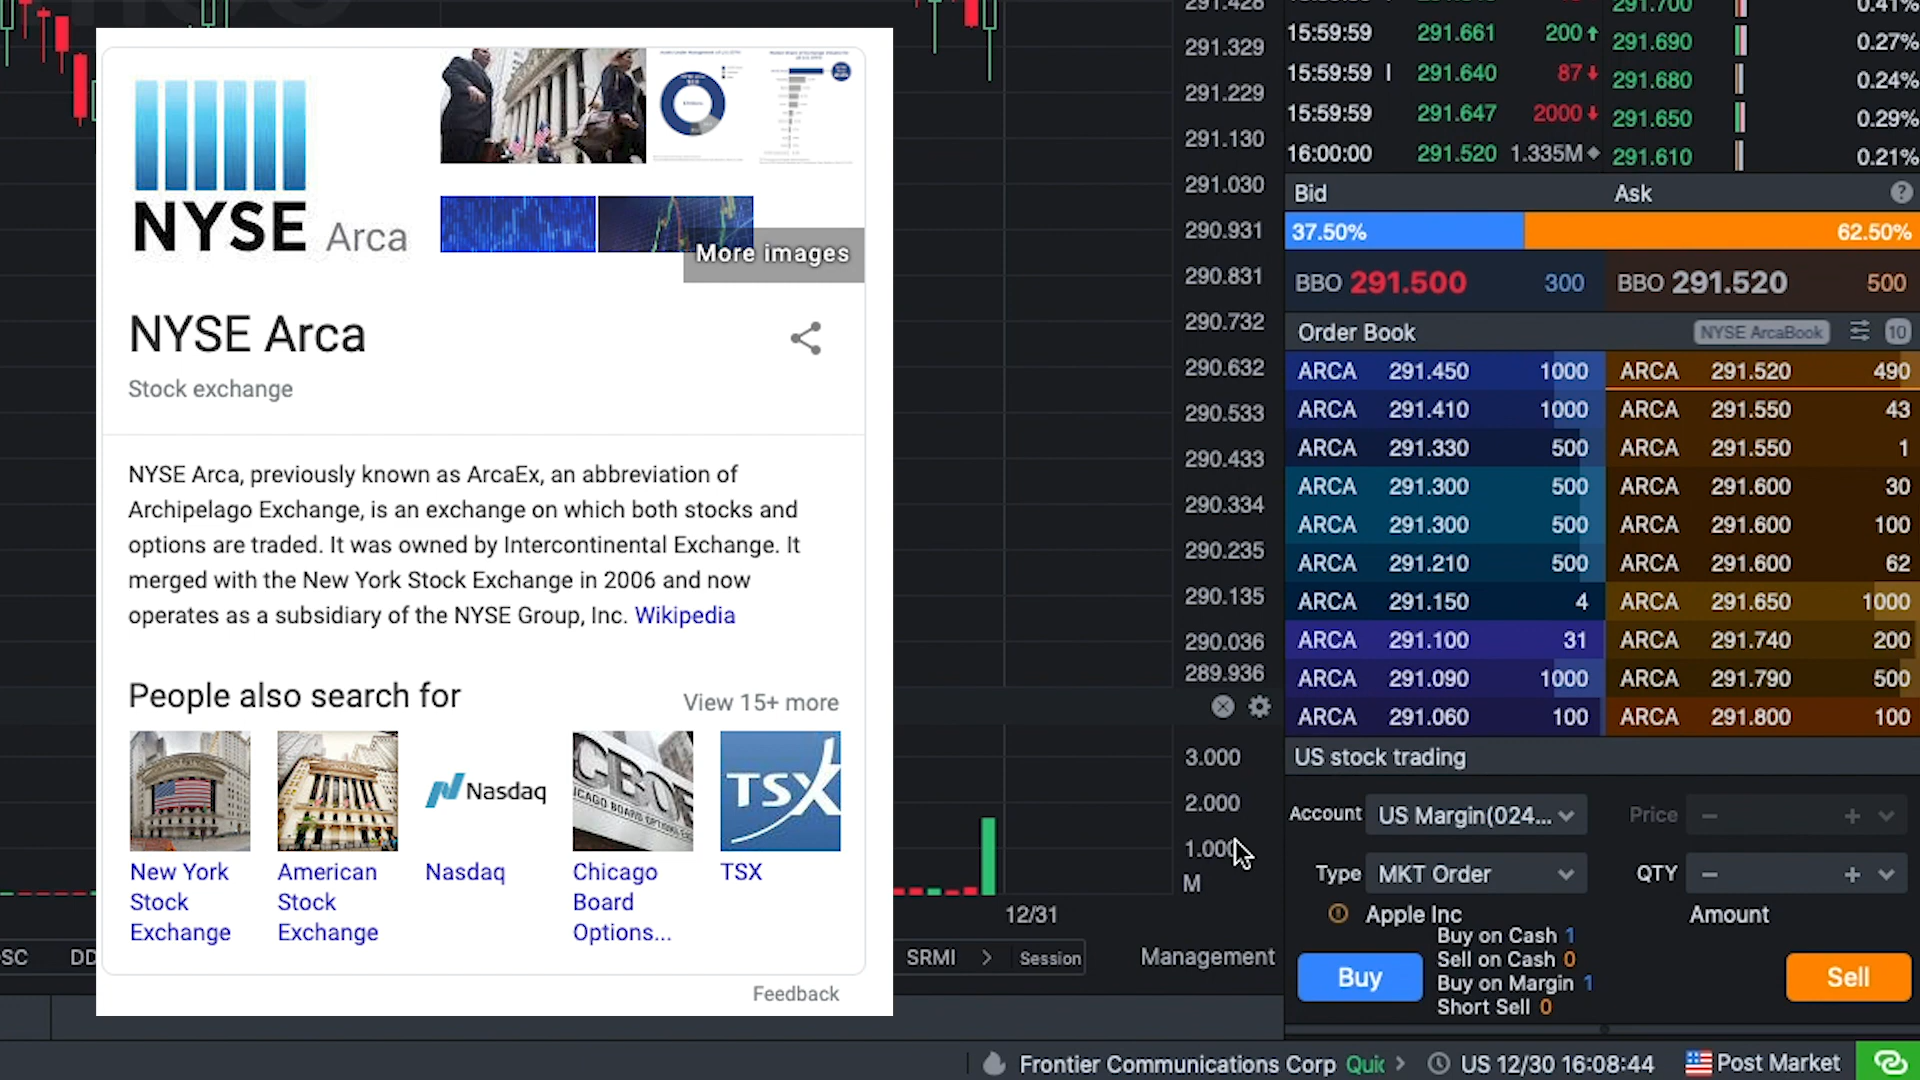 NYSE Arca
More images
NYSE Arca
Stock exchange
NYSE Arca, previously known as ArcaEx, an abbreviation of
Archipelago Exchange, is an exchange on which both stocks and
options are traded. It was owned by Intercontinental Exchange. It
merged with the New York Stock Exchange in 2006 and now
operates as a subsidiary of the NYSE Group, Inc. Wikipedia
People also search for
View 15+ more
Nasdaq
CBOE
TSX
New York
Stock
Exchange
American
Stock
Exchange
Nasdaq
Chicago
Board
Options...
TSX
Feedback
SC
SRMI > Session
291.428
291.329
291.229
291.130
291.030
290.931
290.831
290.732
290.632
290.533
290.433
290.334
290.235
290.135
290.036
289.936
3.000
2.000
1.000
M
12/31
Management
15:59:59 291.661 200
15:59:59 291.640 87
15:59:59 291.647 2000
16:00:00 291.520 1.335M
291.700 0.41%
291.690 0.27%
291.680 0.24%
291.650 0.29%
291.610 0.21%
Bid Ask
37.50% 62.50%
BBO 291.500 300 BBO 291.520 500
Order Book NYSE ArcaBook 10
ARCA 291.450 1000 ARCA 291.520 490
ARCA 291.410 1000 ARCA 291.550 43
ARCA 291.330 500 ARCA 291.550 1
ARCA 291.300 500 ARCA 291.600 30
ARCA 291.300 500 ARCA 291.600 100
ARCA 291.210 500 ARCA 291.600 62
ARCA 291.150 4 ARCA 291.650 1000
ARCA 291.100 31 ARCA 291.740 200
ARCA 291.090 1000 ARCA 291.790 500
ARCA 291.060 100 ARCA 291.800 100
US stock trading
Account US Margin(024... Price
Type MKT Order QTY
Apple Inc Amount
Buy on Cash 1
Sell on Cash 0
Buy on Margin 1
Short Sell 0
Buy
Sell
Frontier Communications Corp Quic > US 12/30 16:08:44 Post Market